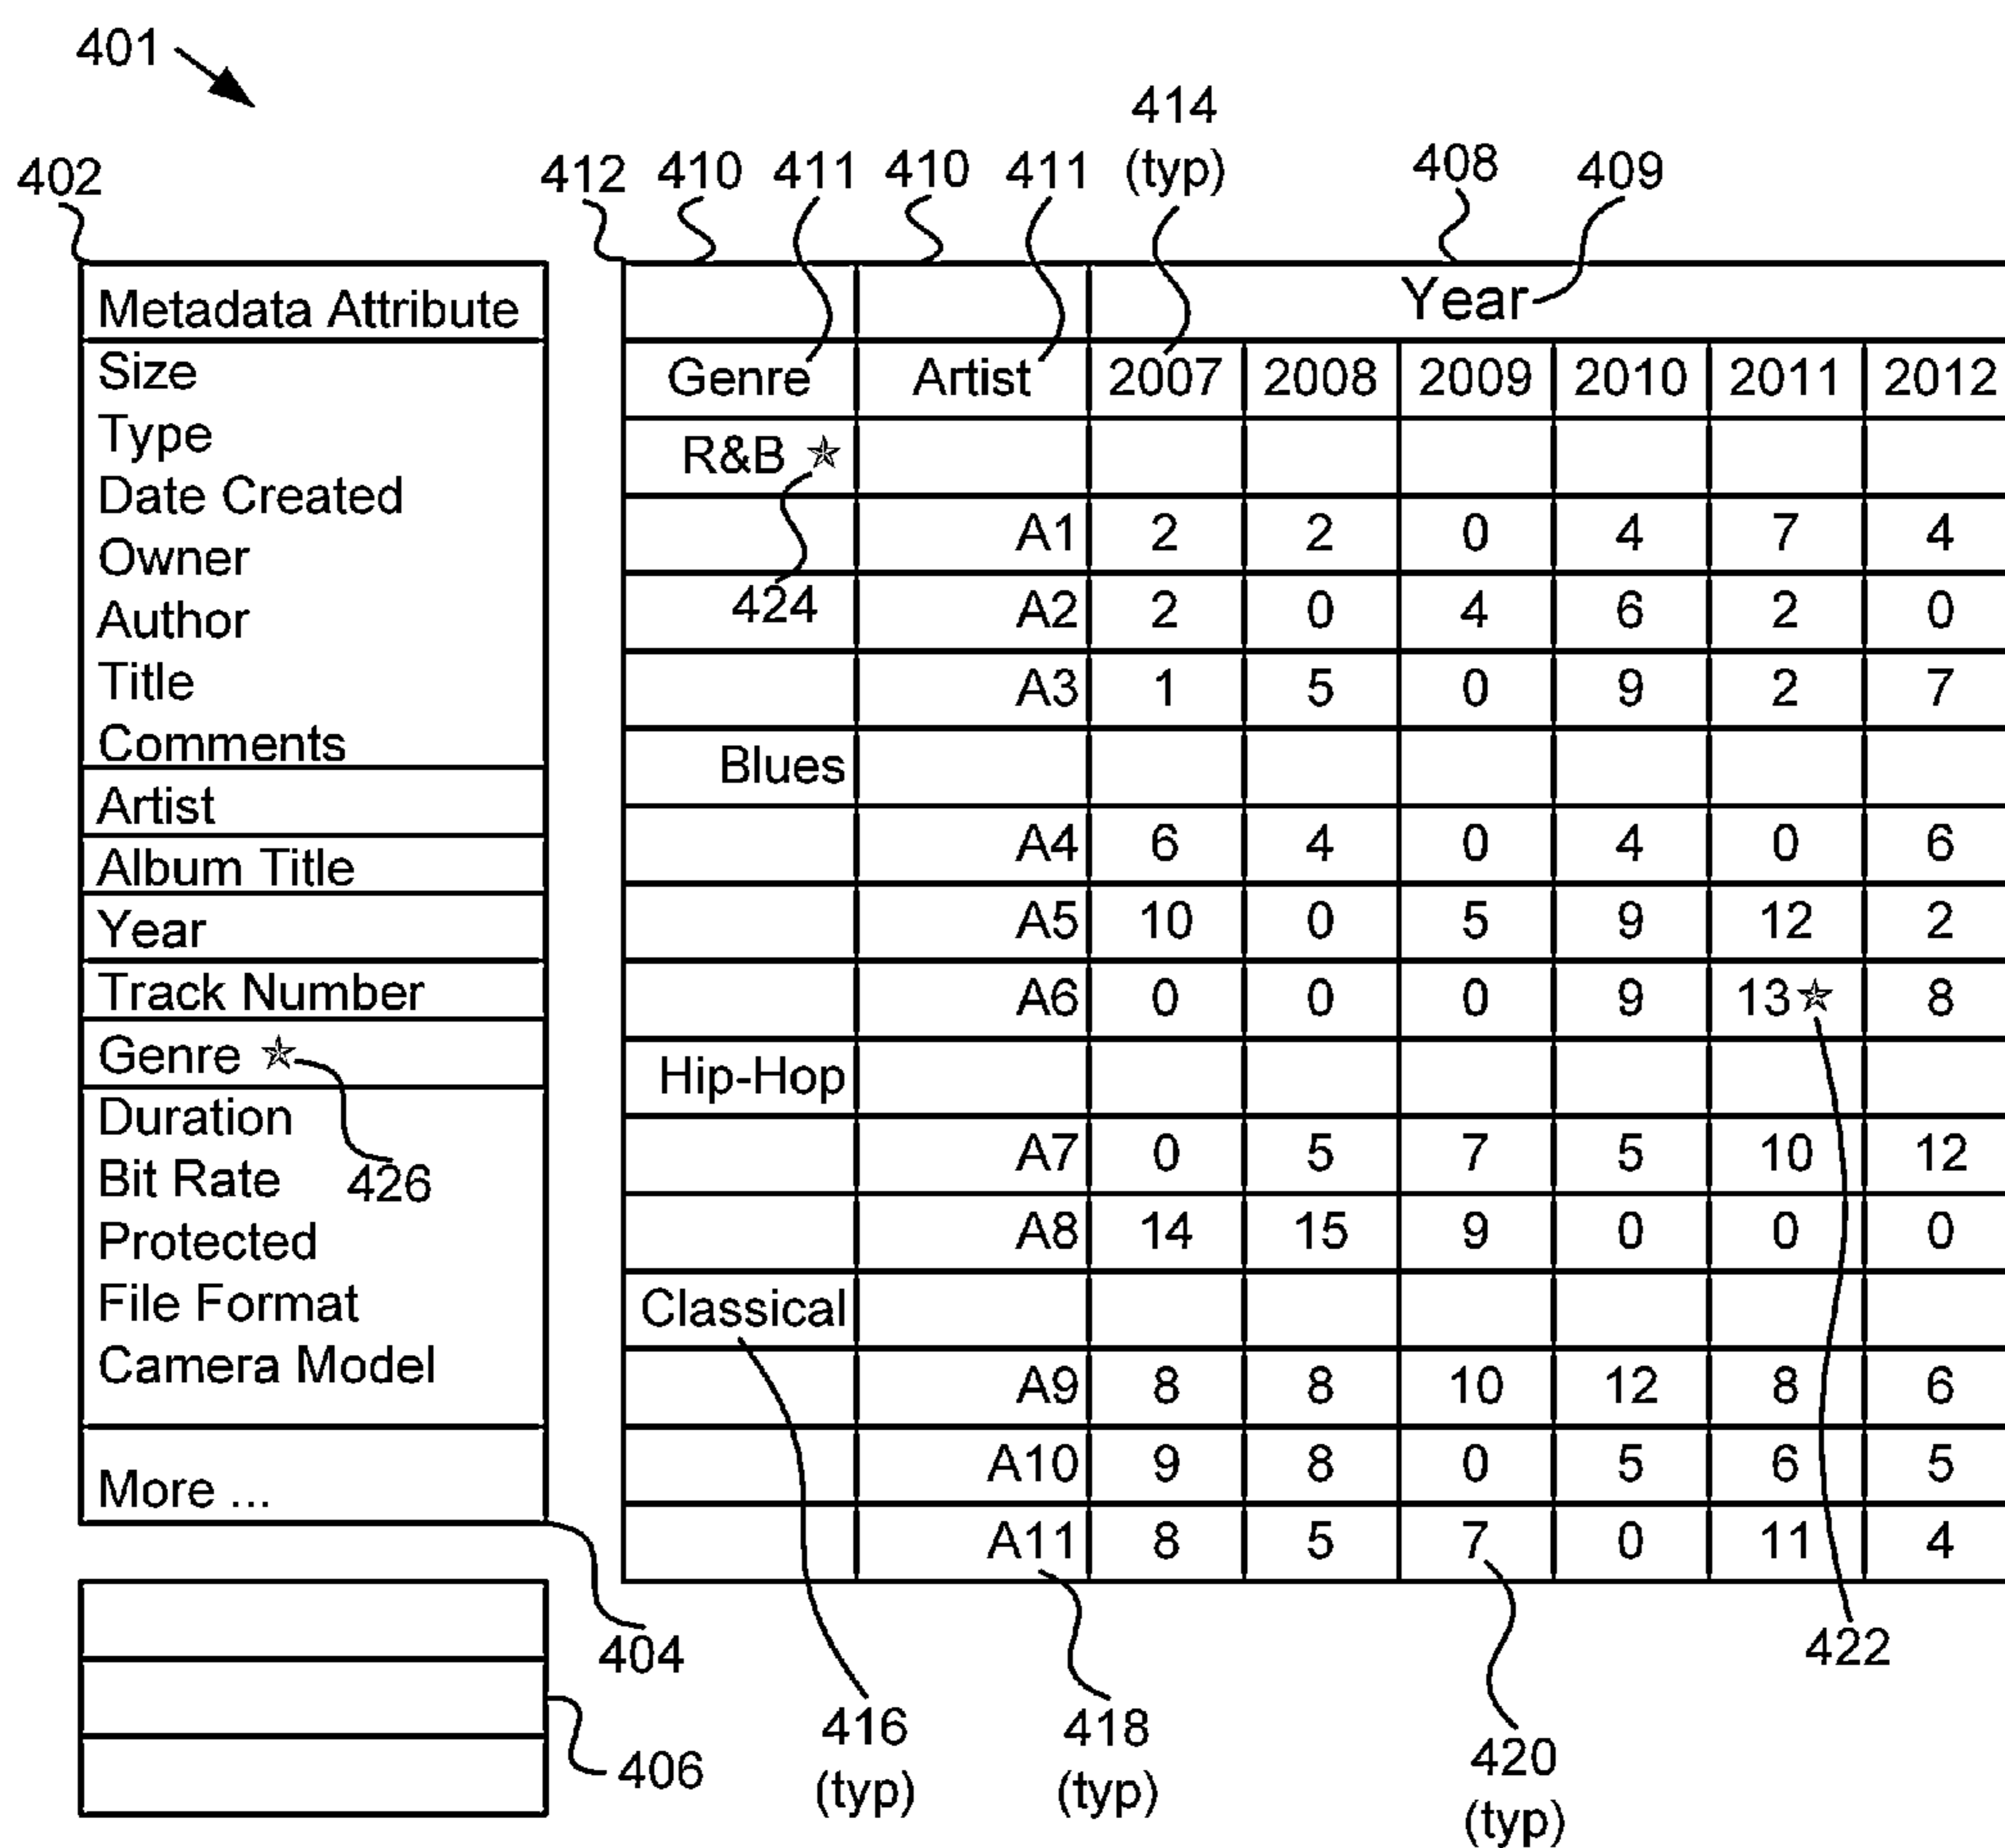 401
414
(typ)
402
412 410 411 410 411 408 409
Metadata Attribute
Size
Type
Date Created
Owner
Author
Title
Comments
Artist
Album Title
Year
Track Number
Genre ☆
426
Duration
Bit Rate
Protected
File Format
Camera Model
More ...
404
406
Year
Genre Artist 2007 2008 2009 2010 2011 2012
R&B ☆
424
A1 2 2 0 4 7 4
A2 2 0 4 6 2 0
A3 1 5 0 9 2 7
Blues
A4 6 4 0 4 0 6
A5 10 0 5 9 12 2
A6 0 0 0 9 13☆ 8
Hip-Hop
A7 0 5 7 5 10 12
A8 14 15 9 0 0 0
Classical
A9 8 8 10 12 8 6
A10 9 8 0 5 6 5
A11 8 5 7 0 11 4
422
416
(typ)
418
(typ)
420
(typ)